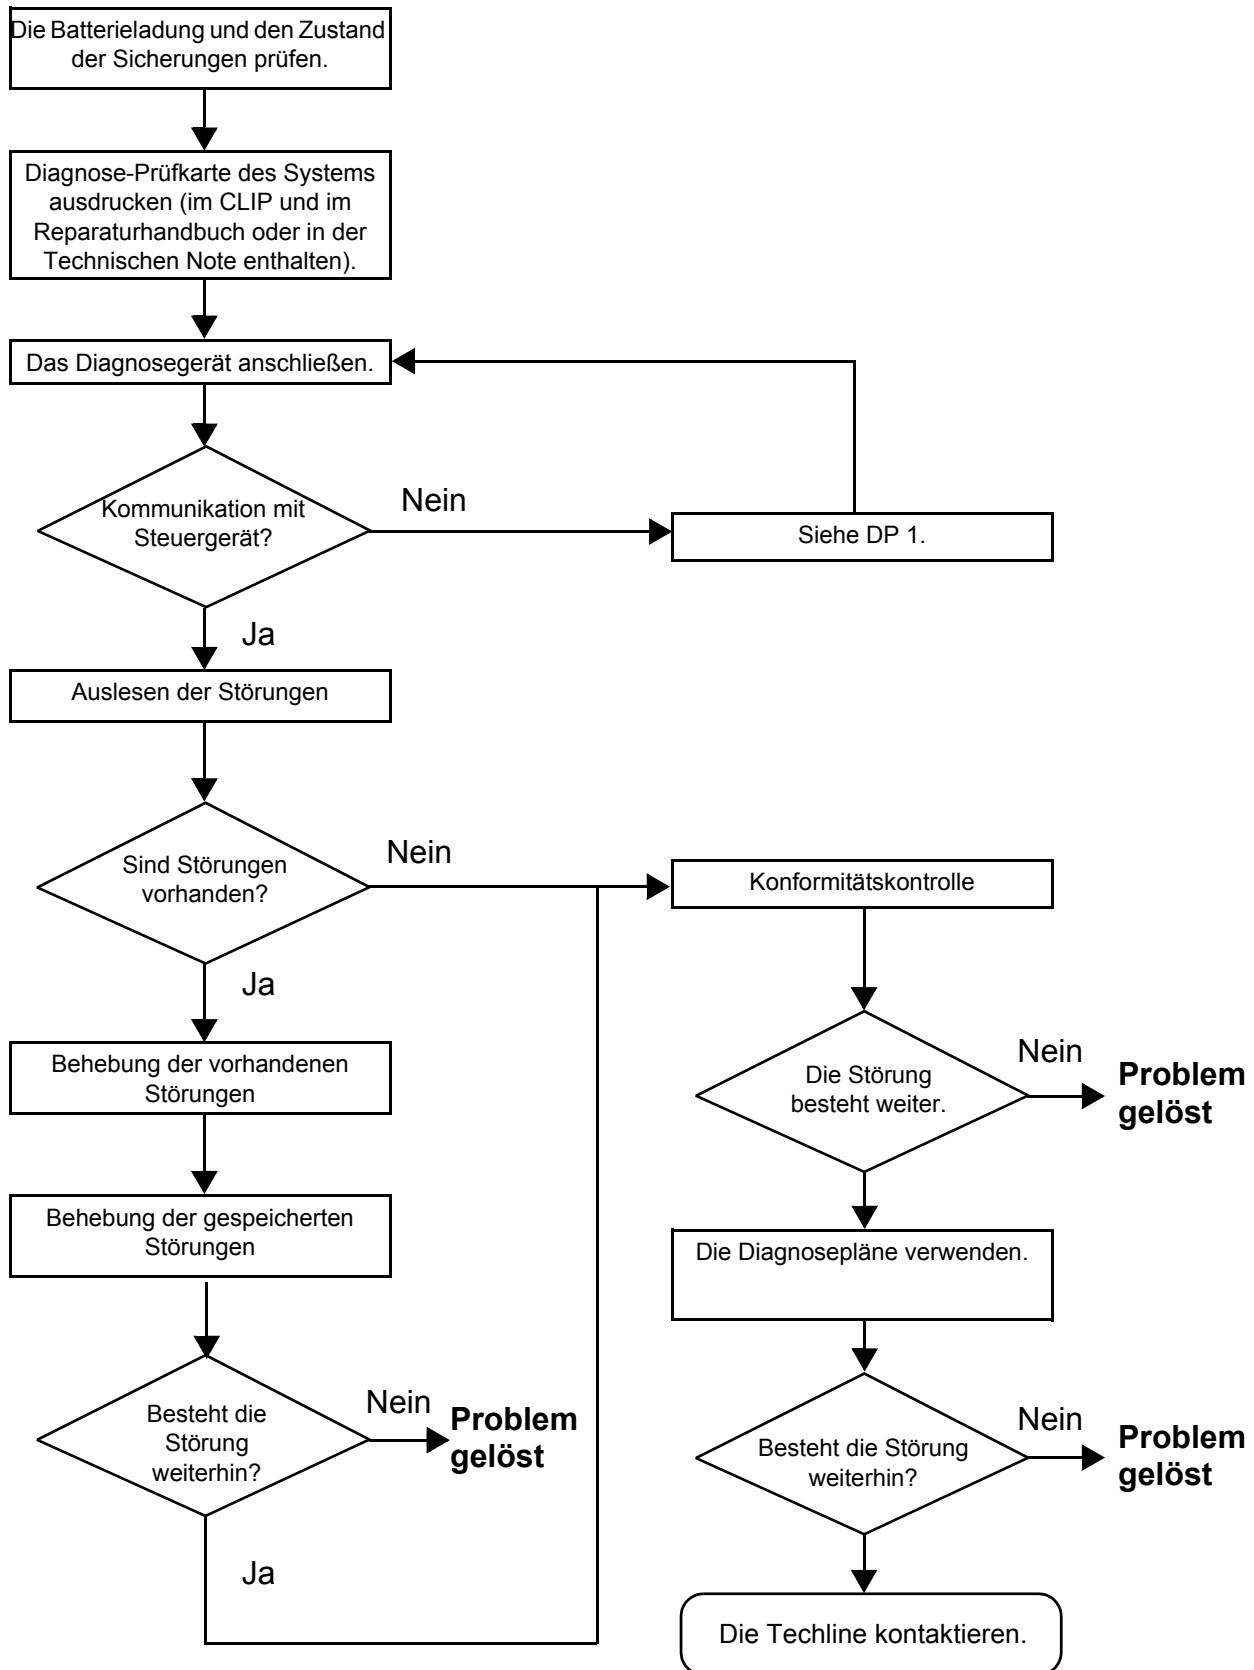 Die Batterieladung und den Zustand
der Sicherungen prüfen.
Diagnose-Prüfkarte des Systems
ausdrucken (im CLIP und im
Reparaturhandbuch oder in der
Technischen Note enthalten).
Das Diagnosegerät anschließen.
Kommunikation mit
Steuergerät?
Nein
Siehe DP 1.
Ja
Auslesen der Störungen
Sind Störungen
vorhanden?
Nein
Konformitätskontrolle
Ja
Behebung der vorhandenen
Störungen
Die Störung
besteht weiter.
Nein
Problem
gelöst
Behebung der gespeicherten
Störungen
Die Diagnosepläne verwenden.
Besteht die
Störung
weiterhin?
Nein
Problem
gelöst
Besteht die Störung
weiterhin?
Nein
Problem
gelöst
Ja
Die Techline kontaktieren.